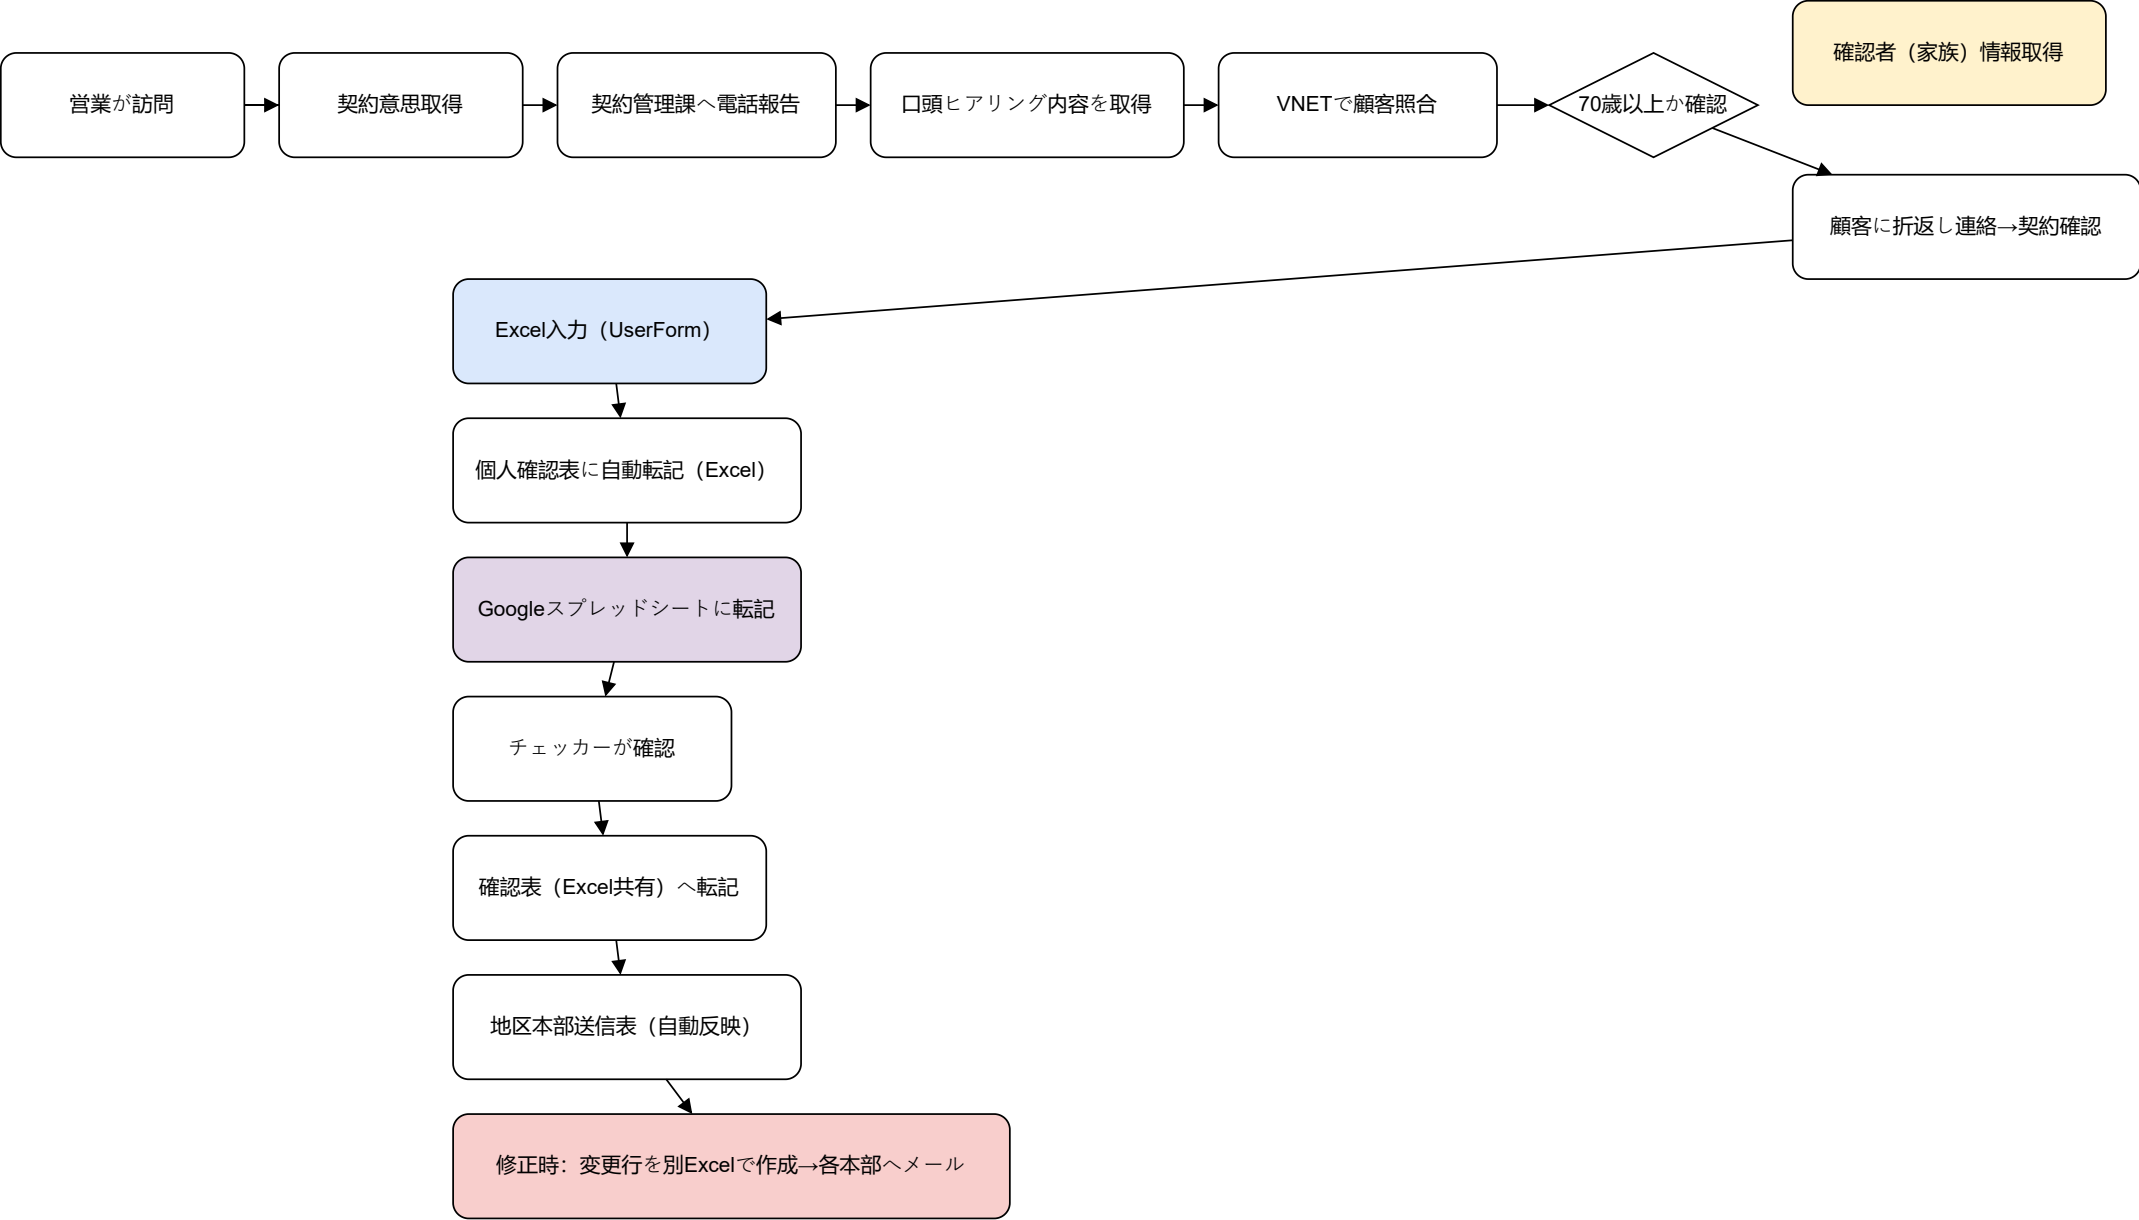 営業が訪問
契約意思取得
契約管理課へ電話報告
口頭ヒアリング内容を取得
VNETで顧客照合
70歳以上か確認
確認者（家族）情報取得
顧客に折返し連絡→契約確認
Excel入力（UserForm）
個人確認表に自動転記（Excel）
Googleスプレッドシートに転記
チェッカーが確認
確認表（Excel共有）へ転記
地区本部送信表（自動反映）
修正時：変更行を別Excelで作成→各本部へメール